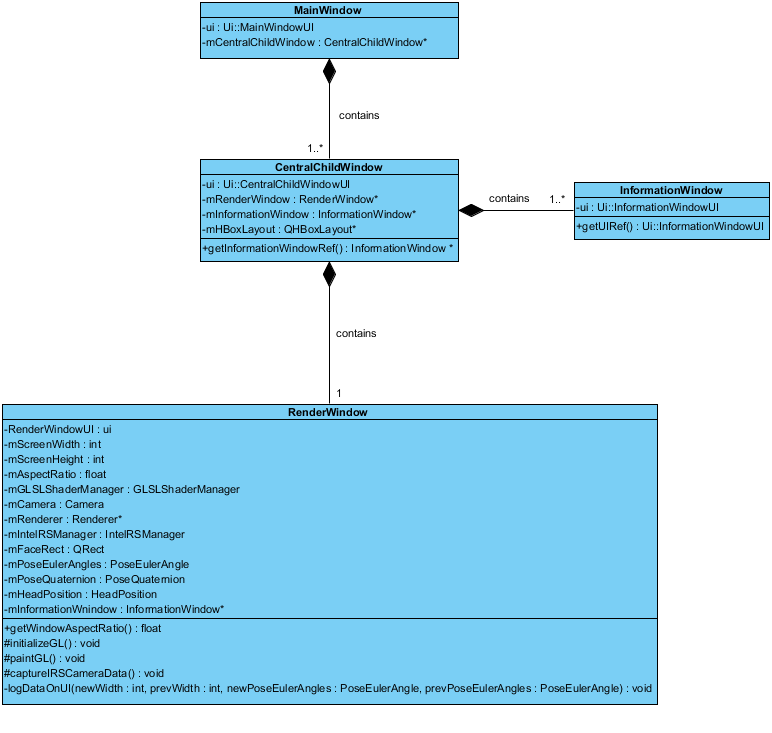 MainWindow
-ui : Ui::MainWindowUI
-mCentralChildWindow : CentralChildWindow*
contains
1..*
CentralChildWindow
-ui : Ui::CentralChildWindowUI
-mRenderWindow : RenderWindow*
-mInformationWindow : InformationWindow*
-mHBoxLayout : QHBoxLayout*
+getInformationWindowRef() : InformationWindow *
contains
1..*
InformationWindow
-ui : Ui::InformationWindowUI
+getUIRef() : Ui::InformationWindowUI
contains
1
RenderWindow
-RenderWindowUI : ui
-mScreenWidth : int
-mScreenHeight : int
-mAspectRatio : float
-mGLSLShaderManager : GLSLShaderManager
-mCamera : Camera
-mRenderer : Renderer*
-mIntelRSManager : IntelRSManager
-mFaceRect : QRect
-mPoseEulerAngles : PoseEulerAngle
-mPoseQuaternion : PoseQuaternion
-mHeadPosition : HeadPosition
-mInformationWnindow : InformationWindow*
+getWindowAspectRatio() : float
#initializeGL() : void
#paintGL() : void
#captureIRSCameraData() : void
-logDataOnUI(newWidth : int, prevWidth : int, newPoseEulerAngles : PoseEulerAngle, prevPoseEulerAngles : PoseEulerAngle) : void